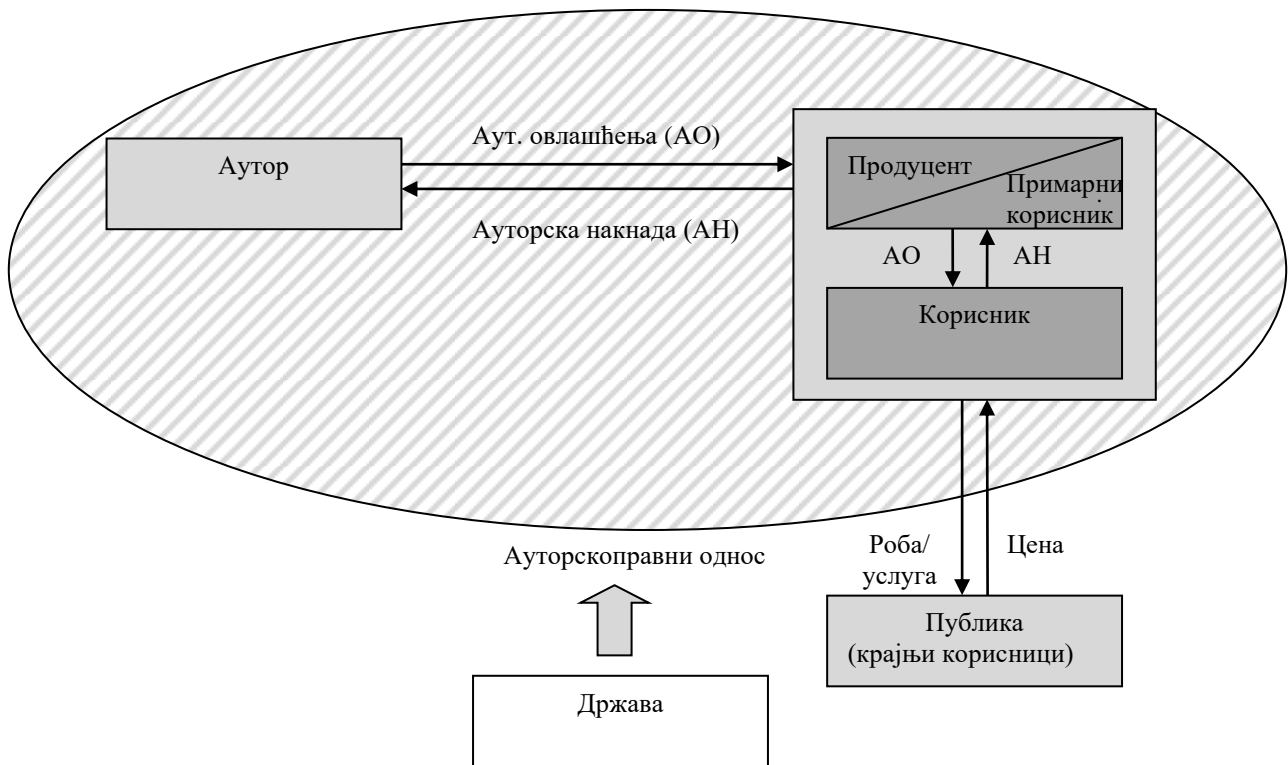 Аутор
Аут. овлашћења (АО)
Ауторска накнада (АН)
Продуцент
Примарни
корисник
АО
АН
Корисник
Ауторскоправни однос
Роба/
услуга
Цена
Публика
(крајњи корисници)
Држава